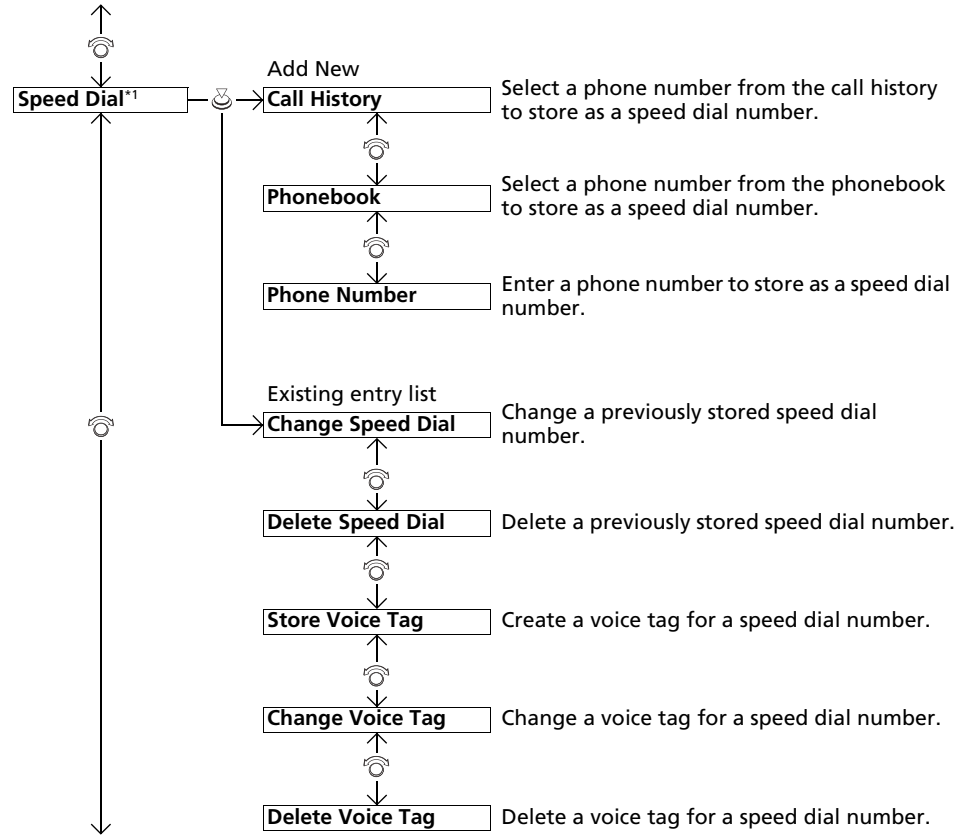 Speed Dial*1
Add New
Call History
Select a phone number from the call history
to store as a speed dial number.
Phonebook
Select a phone number from the phonebook
to store as a speed dial number.
Phone Number
Enter a phone number to store as a speed dial
number.
Existing entry list
Change Speed Dial
Change a previously stored speed dial
number.
Delete Speed Dial
Delete a previously stored speed dial number.
Store Voice Tag
Create a voice tag for a speed dial number.
Change Voice Tag
Change a voice tag for a speed dial number.
Delete Voice Tag
Delete a voice tag for a speed dial number.